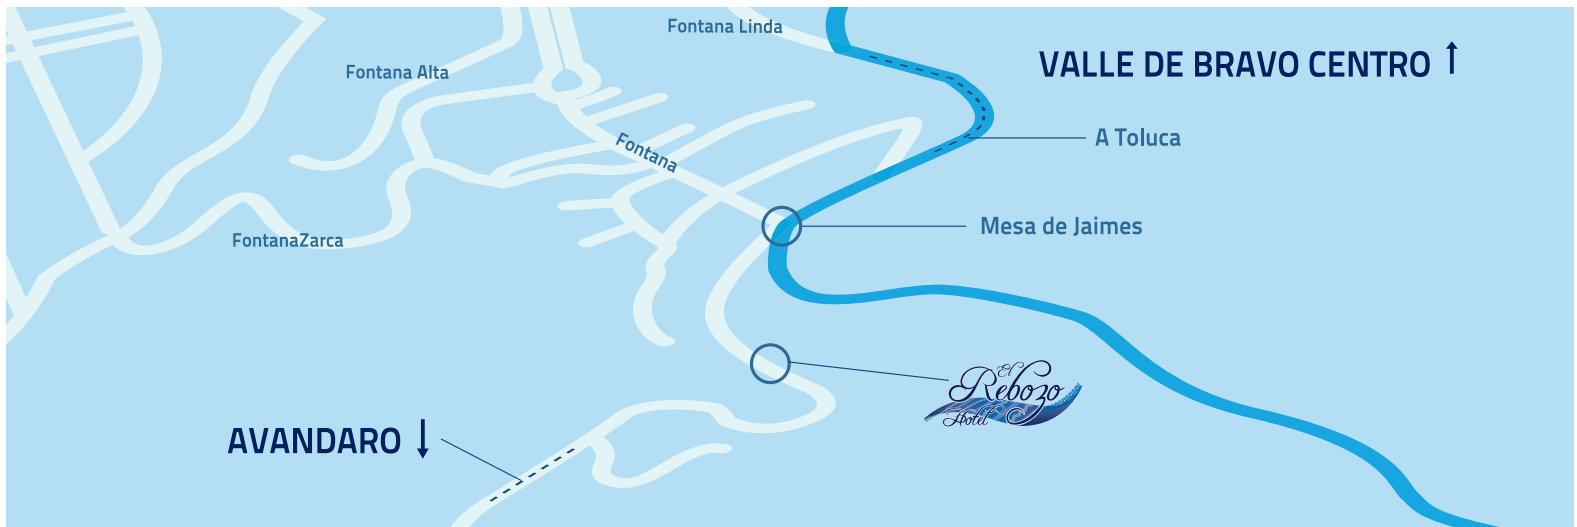 Fontana Linda
VALLE DE BRAVO CENTRO
Fontana Alta
A Toluca
Fontana
Mesa de Jaimes
FontanaZarca
El
Rebozo
Hotel
AVANDARO